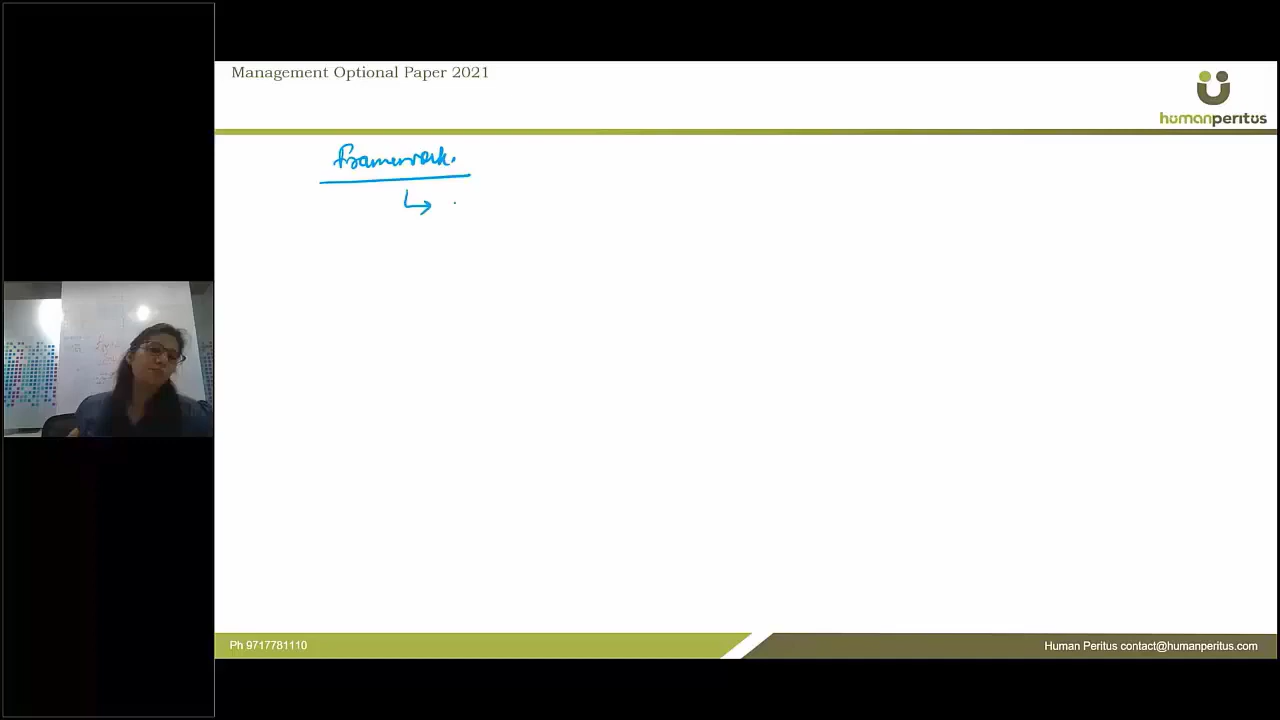 Management Optional Paper 2021
humanperitus
Framework.
Ph 9717781110
Human Peritus contact@humanperitus.com